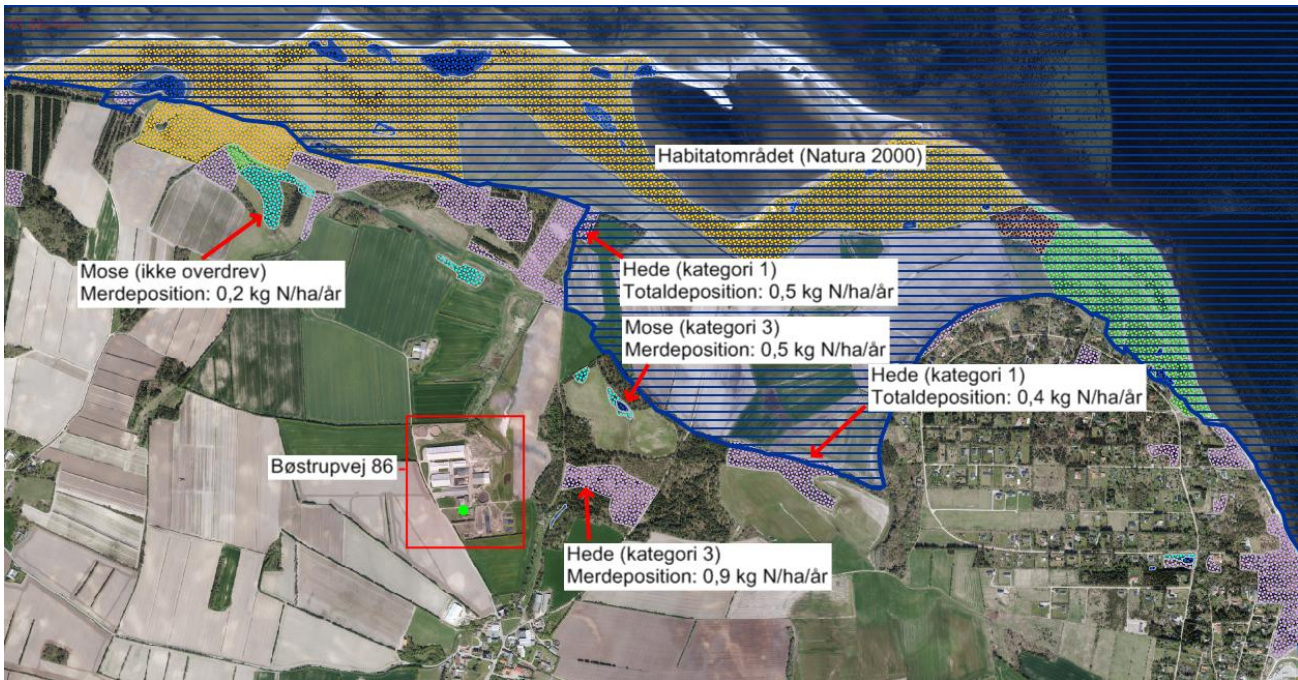 Habitatområdet (Natura 2000)
Mose (ikke overdrev)
Merdeposition: 0,2 kg N/ha/år
Hede (kategori 1)
Totaldeposition: 0,5 kg N/ha/år
Mose (kategori 3)
Merdeposition: 0,5 kg N/ha/år
Hede (kategori 1)
Totaldeposition: 0,4 kg N/ha/år
Bøstrupvej 86
Hede (kategori 3)
Merdeposition: 0,9 kg N/ha/år